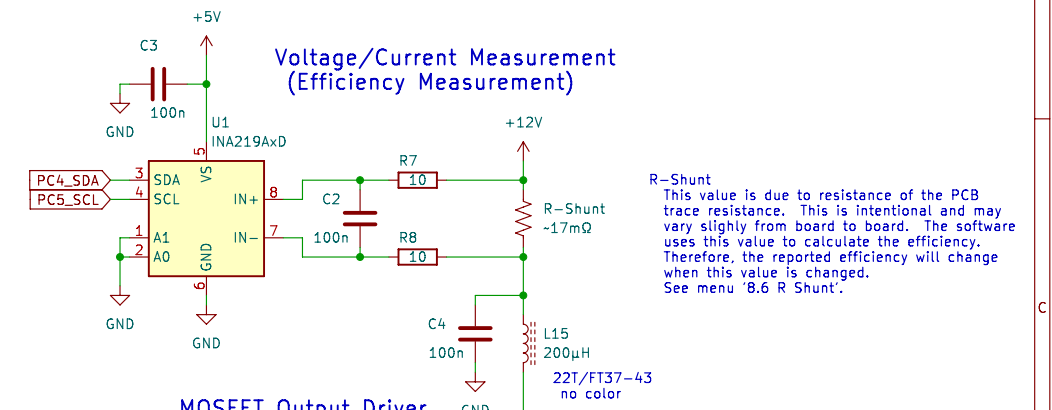 +5V
C3
100n
GND
Voltage/Current Measurement
(Efficiency Measurement)
U1
INA219AxD
+12V
5
VS
PC4_SDA
3
SDA
PC5_SCL
4
SCL
IN+
8
IN-
7
1
A1
2
A0
GND
6
GND
GND
R7
10
C2
100n
R8
10
R-Shunt
~17mΩ
C4
100n
GND
L15
200µH
22T/FT37-43
no color
R-Shunt
This value is due to resistance of the PCB
trace resistance.  This is intentional and may
vary slighly from board to board.  The software
uses this value to calculate the efficiency.
Therefore, the reported efficiency will change
when this value is changed.
See menu '8.6 R Shunt'.
C
MOSFET Output Driver